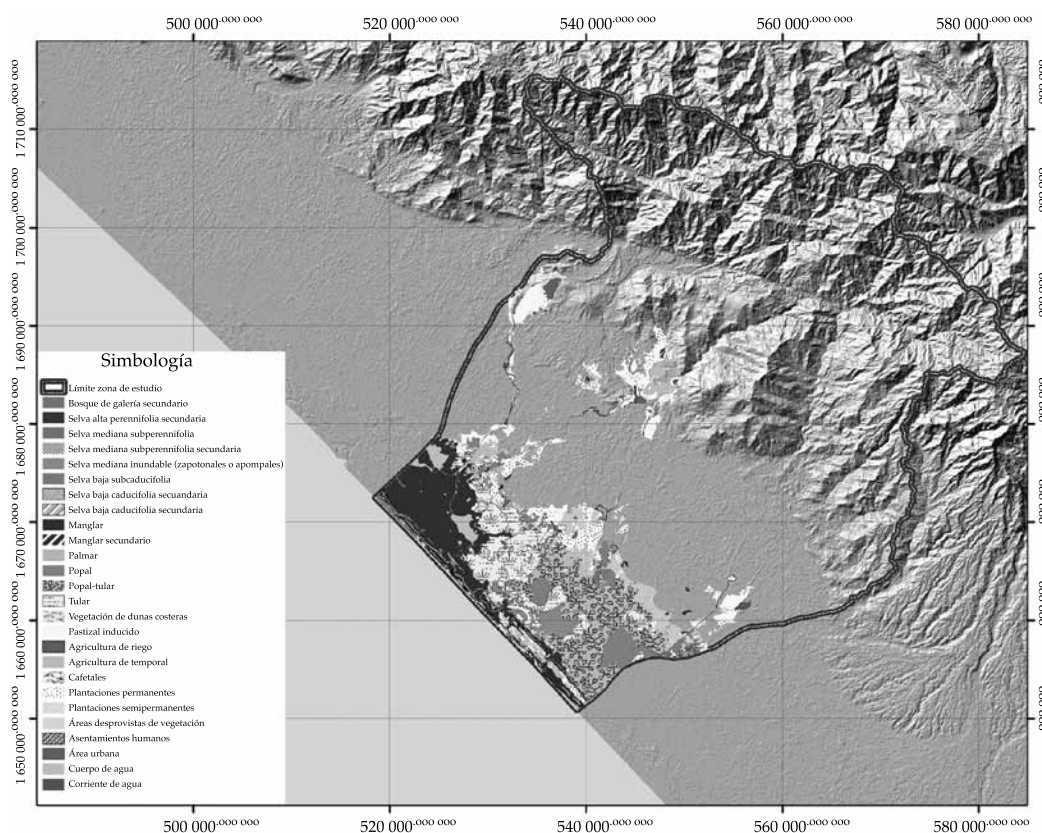 500 000.000 000 520 000.000 000 540 000.000 000 560 000.000 000 580 000.000 000
1 710 000.000 000
1 700 000.000 000
1 690 000.000 000
1 680 000.000 000
1 670 000.000 000
1 660 000.000 000
1 650 000.000 000
Simbología
Límite zona de estudio
Bosque de galería secundario
Selva alta perennifolia secundaria
Selva mediana subperennifolia
Selva mediana subperennifolia secundaria
Selva mediana inundable (zapotonales o apompales)
Selva baja subcaducifolia
Selva baja caducifolia secuandaria
Selva baja caducifolia secundaria
Manglar
Manglar secundario
Palmar
Popal
Popal-tular
Tular
Vegetación de dunas costeras
Pastizal inducido
Agricultura de riego
Agricultura de temporal
Cafetales
Plantaciones permanentes
Plantaciones semipermanentes
Áreas desprovistas de vegetación
Asentamientos humanos
Área urbana
Cuerpo de agua
Corriente de agua
500 000.000 000 520 000.000 000 540 000.000 000 560 000.000 000 580 000.000 000